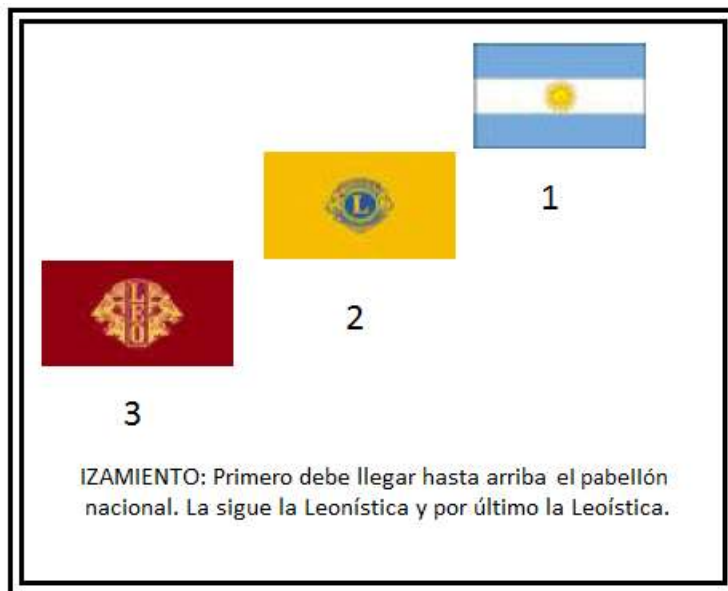 1
L
2
LEO
3
IZAMIENTO: Primero debe llegar hasta arriba el pabellón
nacional. La sigue la Leonística y por último la Leoística.